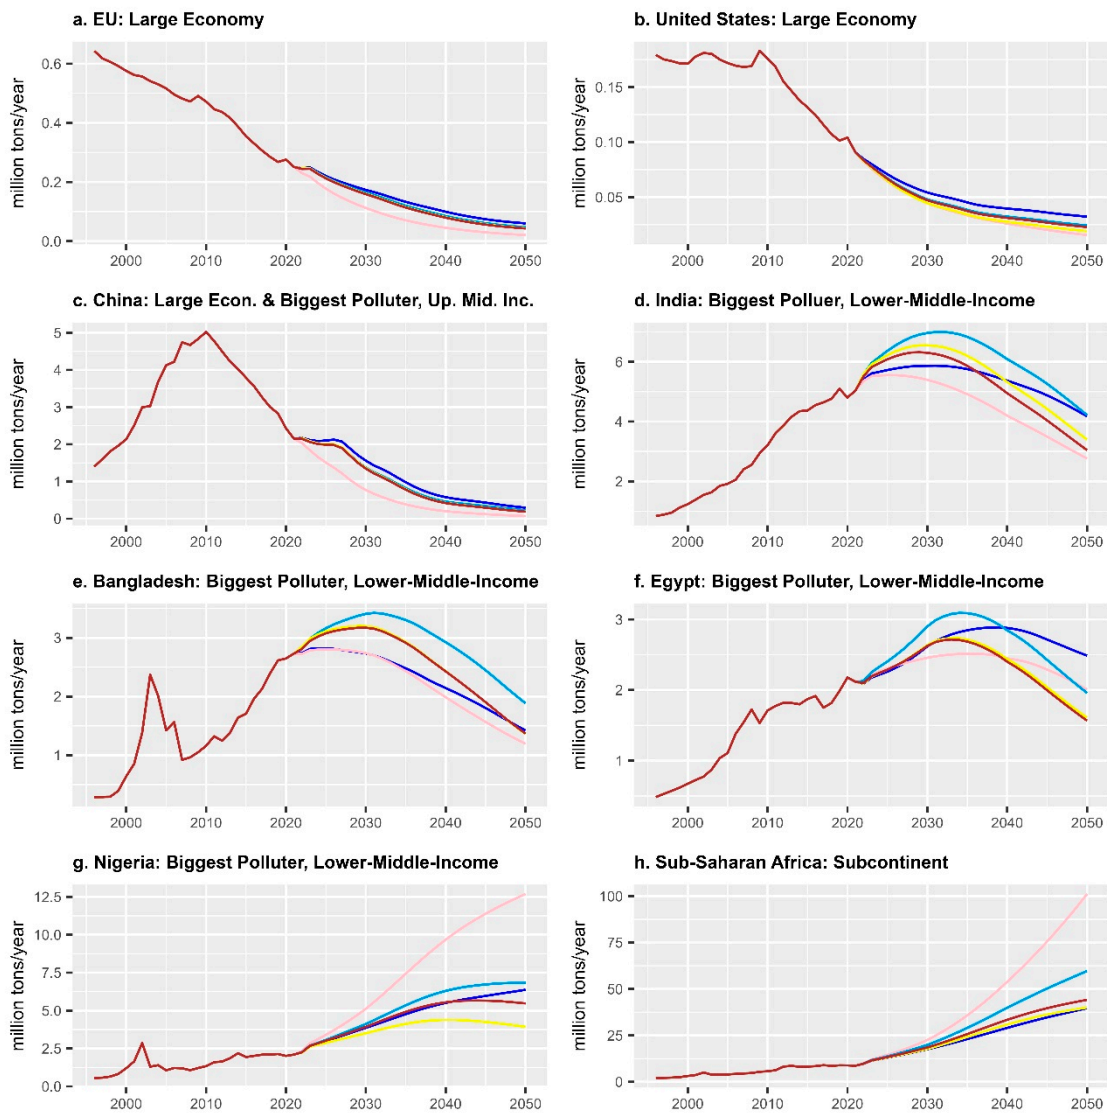 a. EU: Large Economy
million tons/year
0.6
0.4
0.2
0.0
2000 2010 2020 2030 2040 2050
b. United States: Large Economy
million tons/year
0.15
0.10
0.05
2000 2010 2020 2030 2040 2050
c. China: Large Econ. & Biggest Polluter, Up. Mid. Inc.
million tons/year
5
4
3
2
1
0
2000 2010 2020 2030 2040 2050
d. India: Biggest Polluer, Lower-Middle-Income
million tons/year
6
4
2
2000 2010 2020 2030 2040 2050
e. Bangladesh: Biggest Polluter, Lower-Middle-Income
million tons/year
3
2
1
2000 2010 2020 2030 2040 2050
f. Egypt: Biggest Polluter, Lower-Middle-Income
million tons/year
3
2
1
2000 2010 2020 2030 2040 2050
g. Nigeria: Biggest Polluter, Lower-Middle-Income
million tons/year
12.5
10.0
7.5
5.0
2.5
0.0
2000 2010 2020 2030 2040 2050
h. Sub-Saharan Africa: Subcontinent
million tons/year
100
75
50
25
0
2000 2010 2020 2030 2040 2050